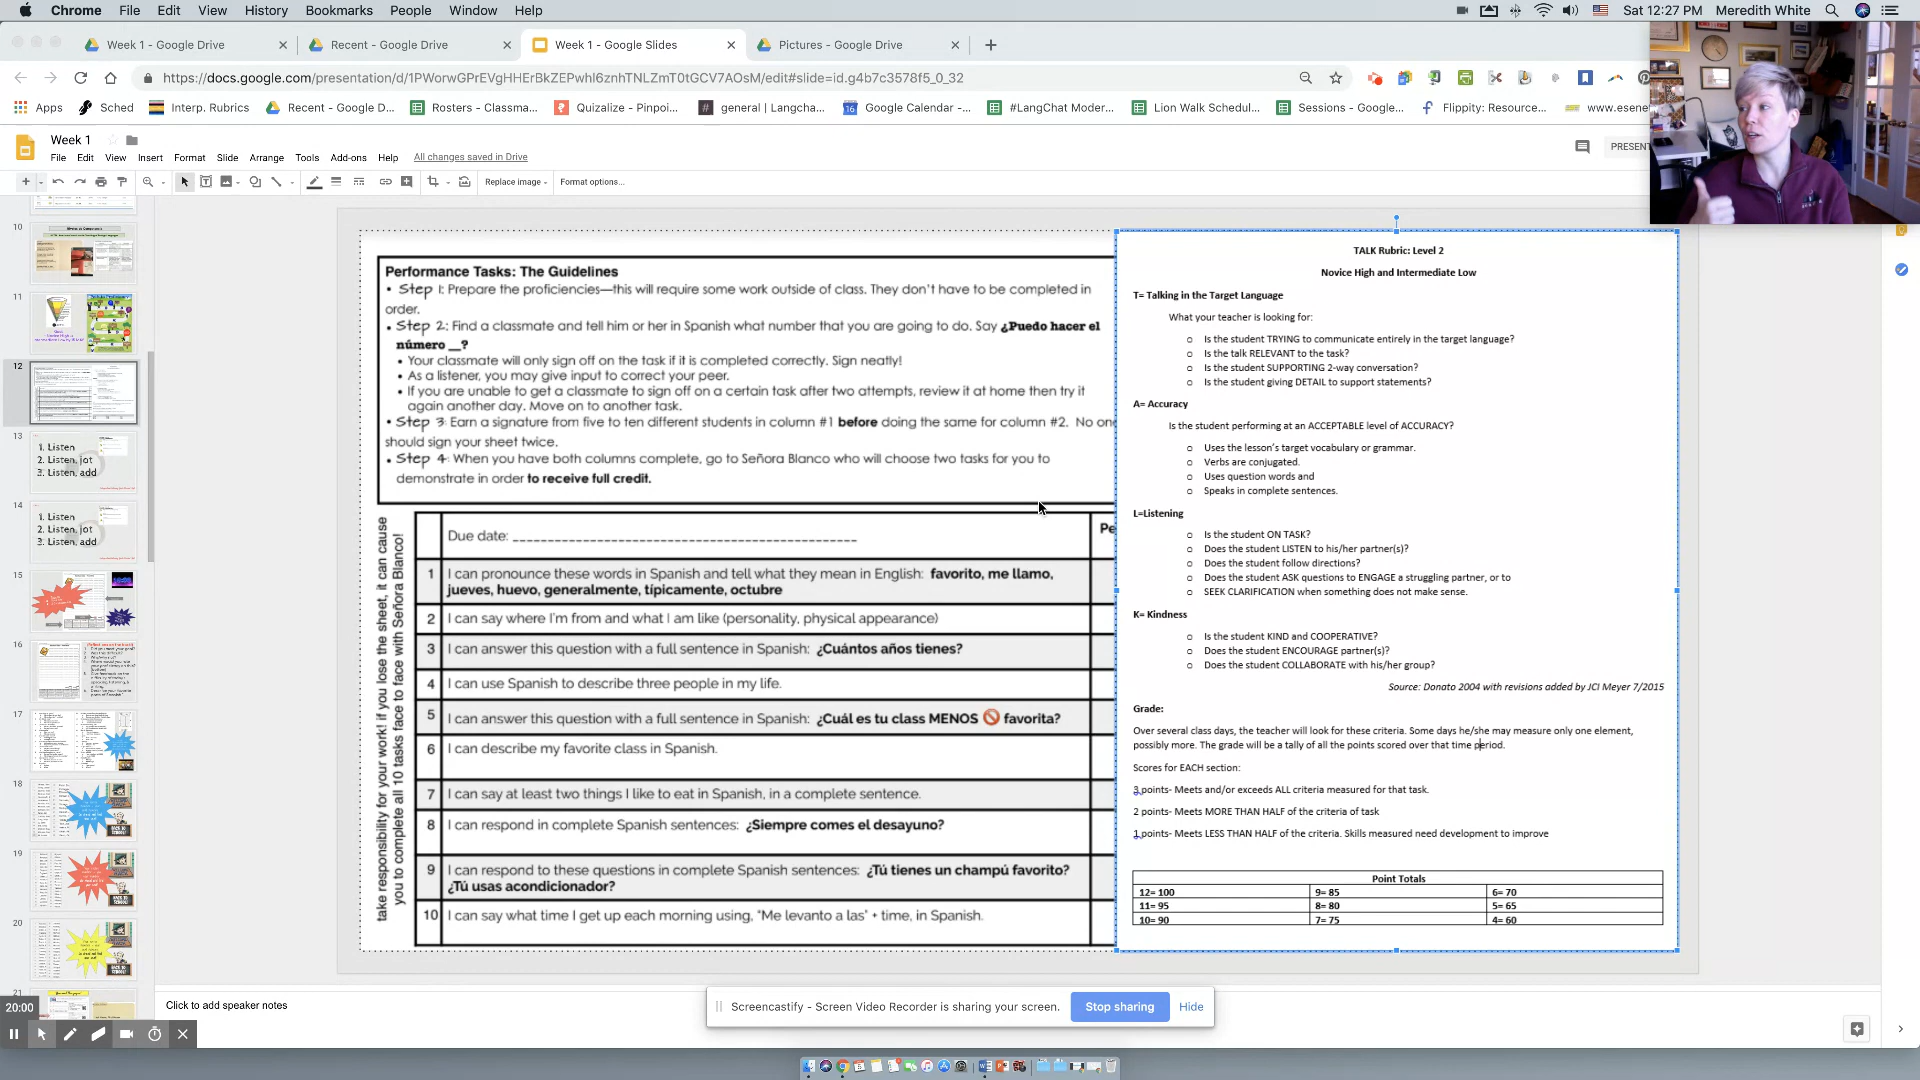 Chrome File Edit View History Bookmarks People Window Help
Sat 12:27 PM Meredith White
Week 1 - Google Drive
Recent - Google Drive
Week 1 - Google Slides
Pictures - Google Drive
https://docs.google.com/presentation/d/1PWorwGPrEVgHHErBkZEPwhl6znhTNLZmT0tGCV7AOsM/edit#slide=id.g4b7c3578f5_0_32
Apps Sched Interp. Rubrics Recent - Google D... Rosters - Classma... Quizalize - Pinpoi... general | Langcha... Google Calendar -... #LangChat Moder... Lion Walk Schedul... Sessions - Google... Flippity: Resource... www.esene
Week 1
File Edit View Insert Format Slide Arrange Tools Add-ons Help All changes saved in Drive
PRESENT
Replace image Format options...
10
11
12
13
1. Listen
2. Listen, jot
3. Listen, add
14
1. Listen
2. Listen, jot
3. Listen, add
15
16
17
18
19
20
21
Performance Tasks: The Guidelines
• Step 1: Prepare the proficiencies—this will require some work outside of class. They don't have to be completed in
order.
• Step 2: Find a classmate and tell him or her in Spanish what number that you are going to do. Say ¿Puedo hacer el
número __?
• Your classmate will only sign off on the task if it is completed correctly. Sign neatly!
• As a listener, you may give input to correct your peer.
• If you are unable to get a classmate to sign off on a certain task after two attempts, review it at home then try it
again another day. Move on to another task.
• Step 3: Earn a signature from five to ten different students in column #1 before doing the same for column #2. No one
should sign your sheet twice.
• Step 4: When you have both columns complete, go to Señora Blanco who will choose two tasks for you to
demonstrate in order to receive full credit.
take responsibility for your work! if you lose the sheet, it can cause
you to complete all 10 tasks face to face with Señora Blanco!
Due date: ________________________________________________
Pe
1 I can pronounce these words in Spanish and tell what they mean in English: favorito, me llamo,
jueves, huevo, generalmente, típicamente, octubre
2 I can say where I'm from and what I am like (personality, physical appearance)
3 I can answer this question with a full sentence in Spanish: ¿Cuántos años tienes?
4 I can use Spanish to describe three people in my life.
5 I can answer this question with a full sentence in Spanish: ¿Cuál es tu class MENOS 🚫 favorita?
6 I can describe my favorite class in Spanish.
7 I can say at least two things I like to eat in Spanish, in a complete sentence.
8 I can respond in complete Spanish sentences: ¿Siempre comes el desayuno?
9 I can respond to these questions in complete Spanish sentences: ¿Tú tienes un champú favorito?
¿Tú usas acondicionador?
10 I can say what time I get up each morning using, "Me levanto a las" + time, in Spanish.
TALK Rubric: Level 2
Novice High and Intermediate Low
T= Talking in the Target Language
What your teacher is looking for:
o Is the student TRYING to communicate entirely in the target language?
o Is the talk RELEVANT to the task?
o Is the student SUPPORTING 2-way conversation?
o Is the student giving DETAIL to support statements?
A= Accuracy
Is the student performing at an ACCEPTABLE level of ACCURACY?
o Uses the lesson's target vocabulary or grammar.
o Verbs are conjugated.
o Uses question words and
o Speaks in complete sentences.
L=Listening
o Is the student ON TASK?
o Does the student LISTEN to his/her partner(s)?
o Does the student follow directions?
o Does the student ASK questions to ENGAGE a struggling partner, or to
o SEEK CLARIFICATION when something does not make sense.
K= Kindness
o Is the student KIND and COOPERATIVE?
o Does the student ENCOURAGE partner(s)?
o Does the student COLLABORATE with his/her group?
Source: Donato 2004 with revisions added by JCI Meyer 7/2015
Grade:
Over several class days, the teacher will look for these criteria. Some days he/she may measure only one element,
possibly more. The grade will be a tally of all the points scored over that time period.
Scores for EACH section:
3 points- Meets and/or exceeds ALL criteria measured for that task.
2 points- Meets MORE THAN HALF of the criteria of task
1 points- Meets LESS THAN HALF of the criteria. Skills measured need development to improve
Point Totals
12= 100 9= 85 6= 70
11= 95 8= 80 5= 65
10= 90 7= 75 4= 60
Click to add speaker notes
20:00
Screencastify - Screen Video Recorder is sharing your screen. Stop sharing Hide